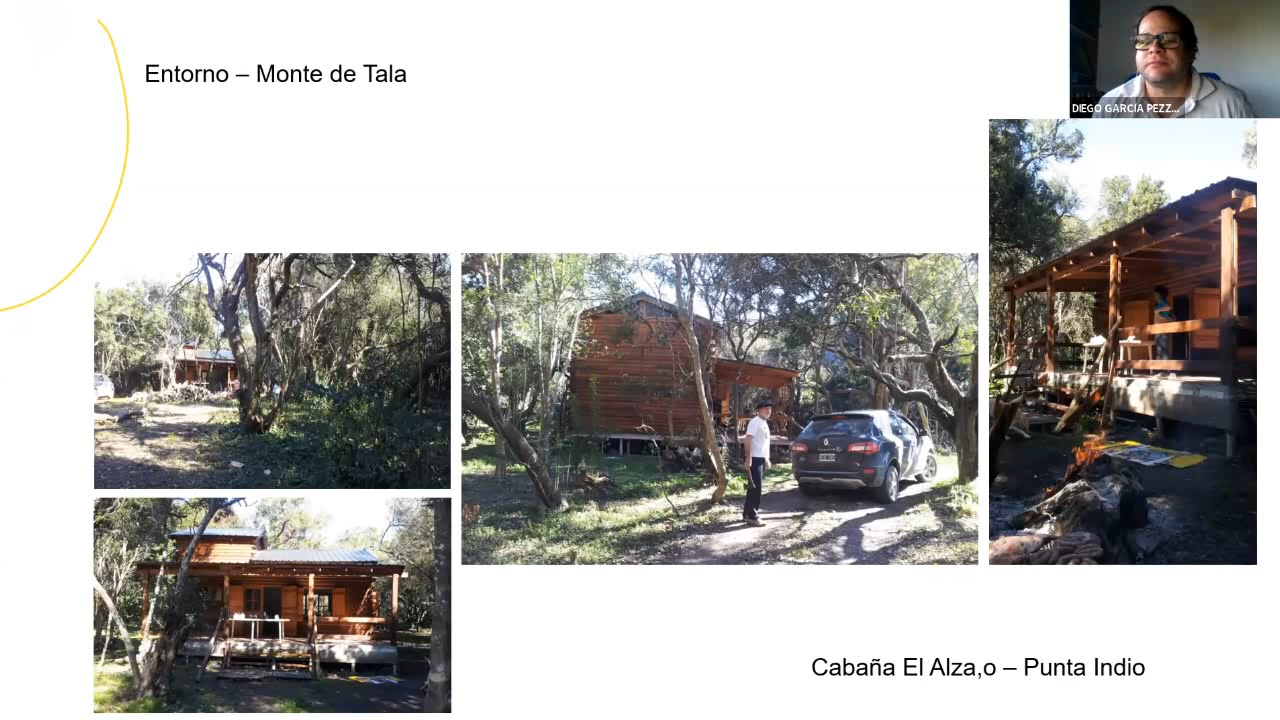 Entorno – Monte de Tala
DIEGO GARCIA PEZZ...
Cabaña El Alza,o – Punta Indio